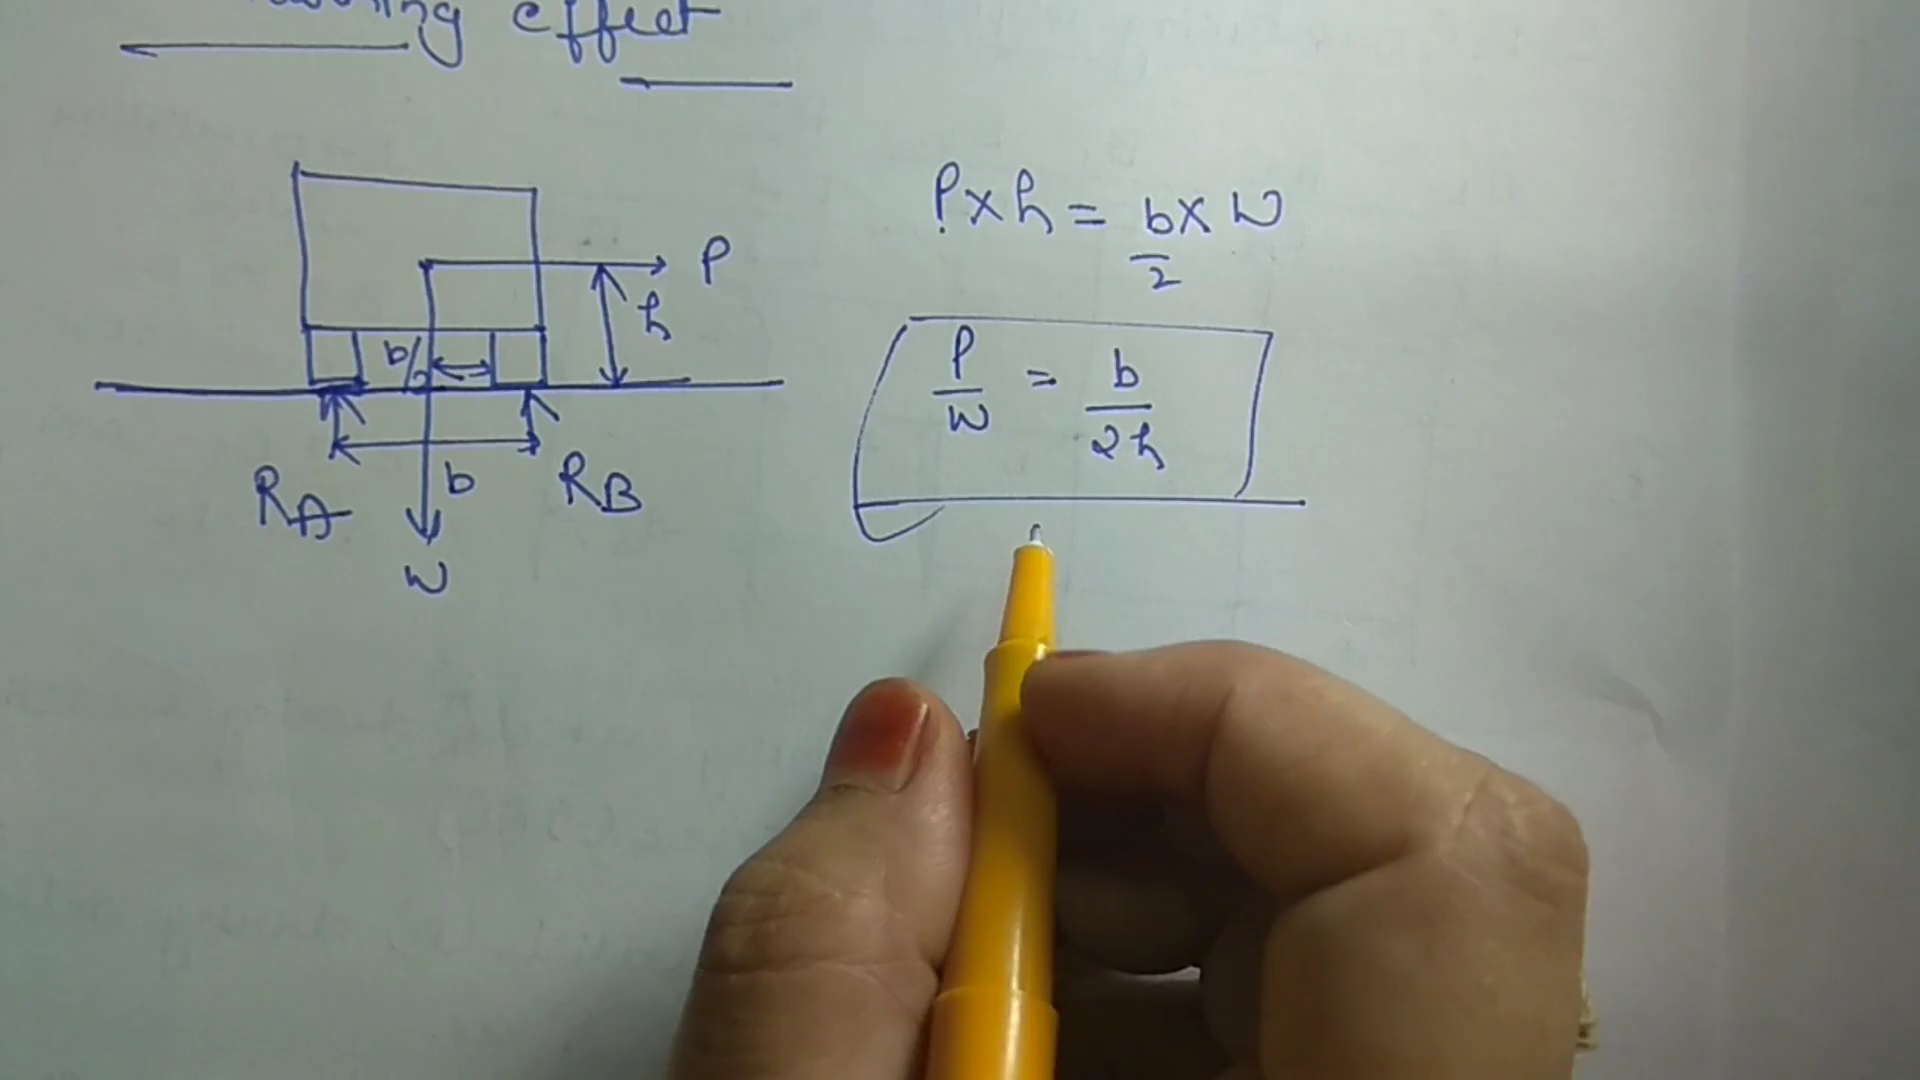 effect
P
h
b/2
RA
b
RB
W
P x h = b/2 x W
P/W = b/2h